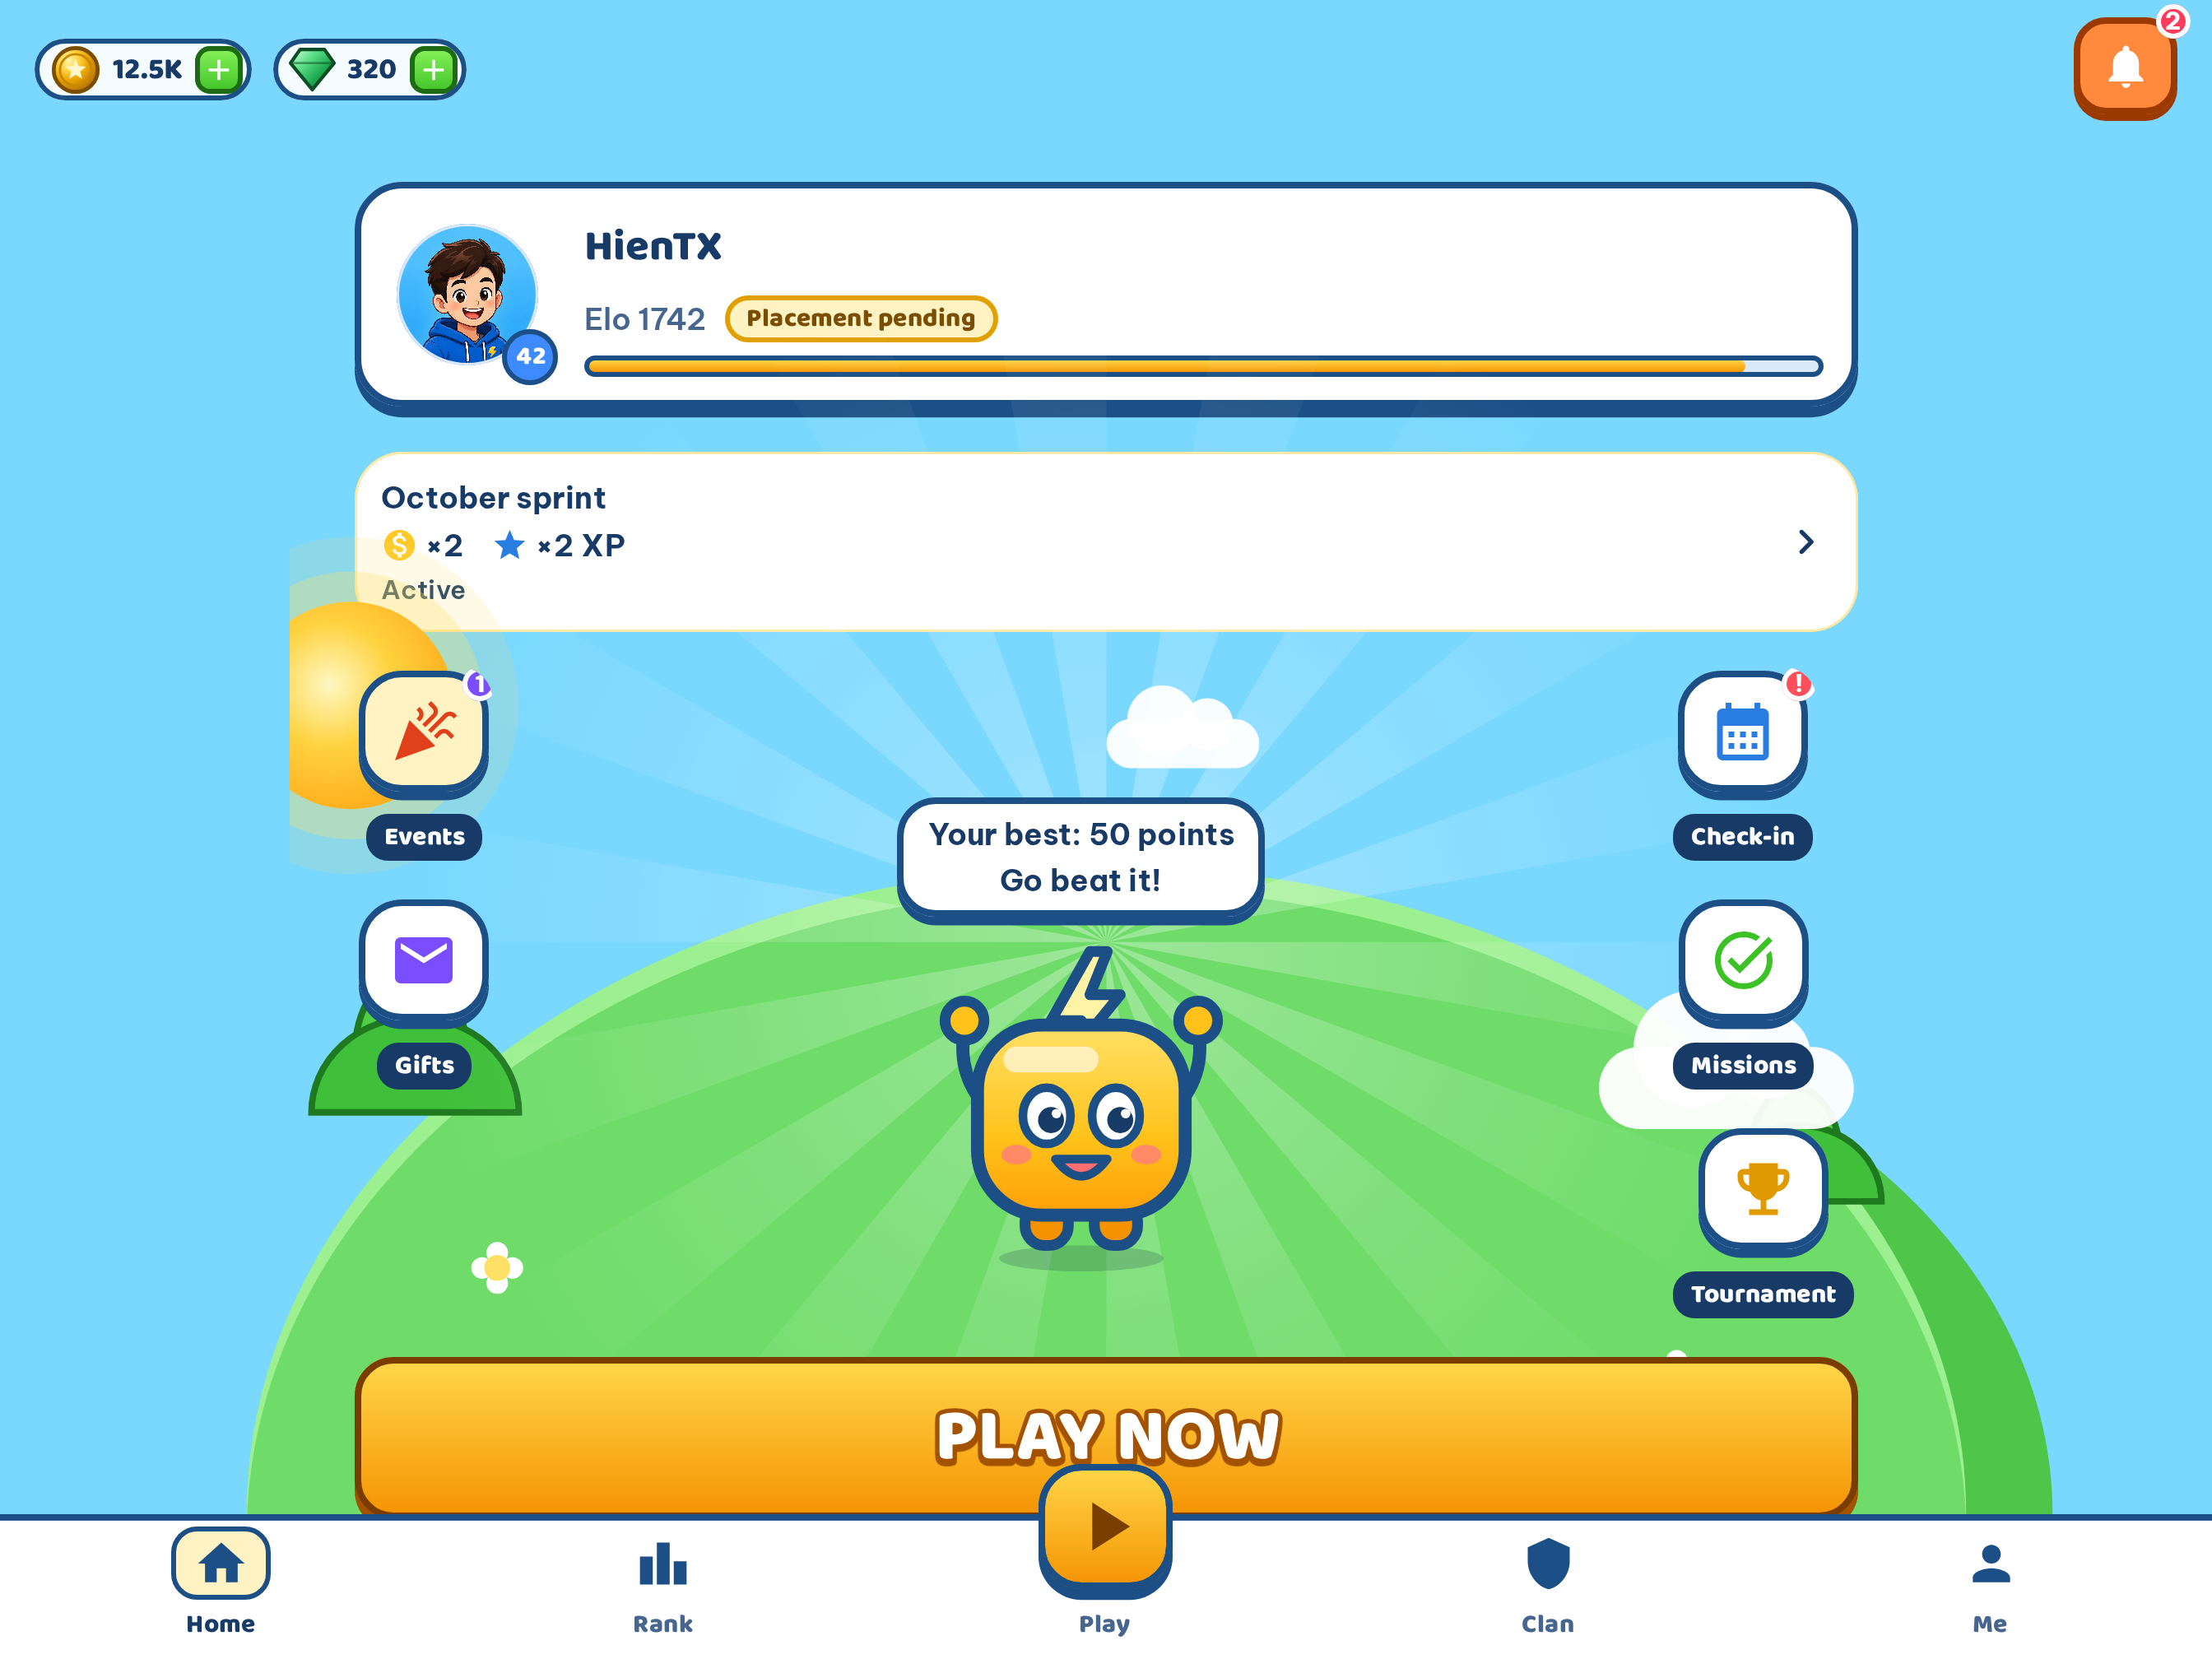 12.5K
320
2
HienTX
Elo 1742 Placement pending
42
October sprint
×2 ×2 XP
Active
1
!
Events
Check-in
Your best: 50 points
Go beat it!
Gifts
Missions
Tournament
PLAY NOW
Home
Rank
Play
Clan
Me